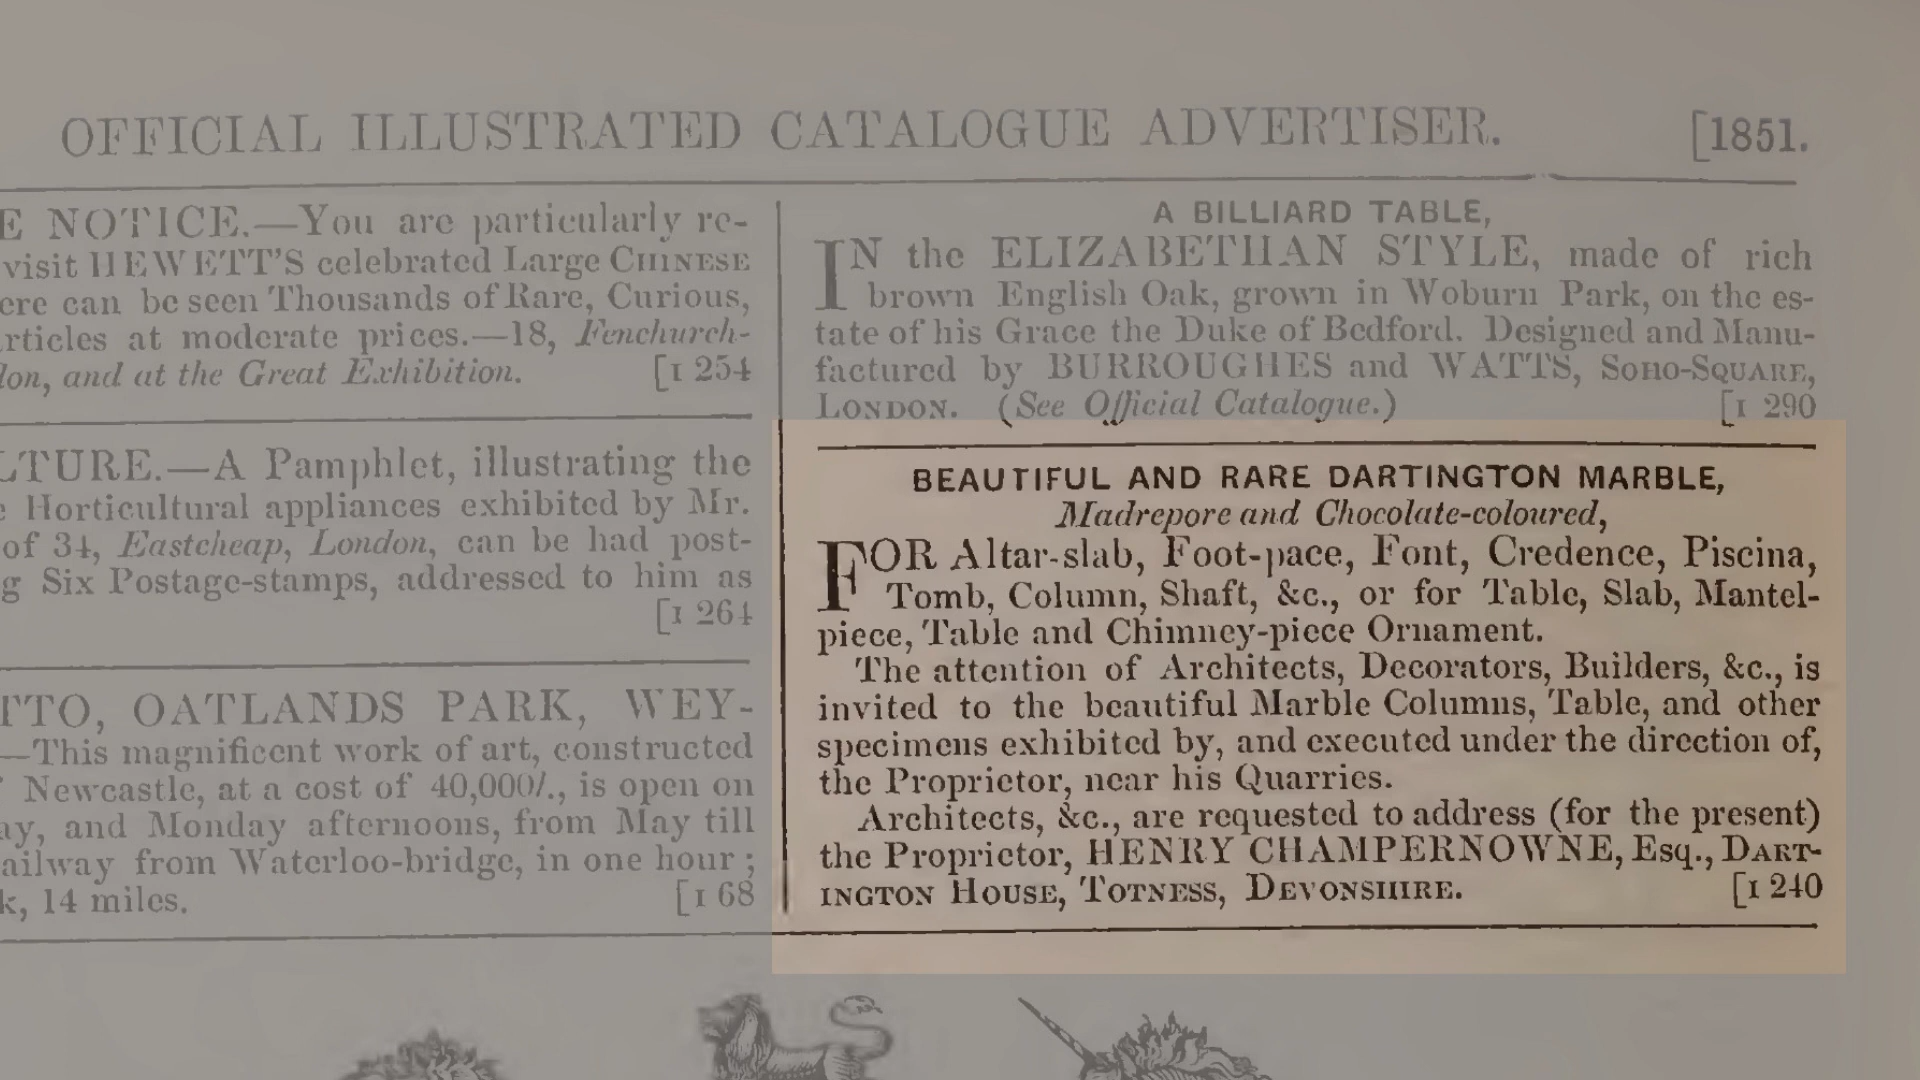 OFFICIAL ILLUSTRATED CATALOGUE ADVERTISER. [1851.
E NOTICE.—You are particularly re-
visit HEWETT'S celebrated Large CHINESE
ere can be seen Thousands of Rare, Curious,
rticles at moderate prices.—18, Fenchurch-
don, and at the Great Exhibition. [I 254
LTURE.—A Pamphlet, illustrating the
Horticultural appliances exhibited by Mr.
of 34, Eastcheap, London, can be had post-
g Six Postage-stamps, addressed to him as
[I 264
TTO, OATLANDS PARK, WEY-
—This magnificent work of art, constructed
Newcastle, at a cost of 40,000l., is open on
ay, and Monday afternoons, from May till
ailway from Waterloo-bridge, in one hour;
k, 14 miles. [I 68
A BILLIARD TABLE,
IN the ELIZABETHAN STYLE, made of rich
brown English Oak, grown in Woburn Park, on the es-
tate of his Grace the Duke of Bedford. Designed and Manu-
factured by BURROUGHES and WATTS, SOHO-SQUARE,
LONDON. (See Official Catalogue.) [I 290
BEAUTIFUL AND RARE DARTINGTON MARBLE,
Madrepore and Chocolate-coloured,
FOR Altar-slab, Foot-pace, Font, Credence, Piscina,
Tomb, Column, Shaft, &c., or for Table, Slab, Mantel-
piece, Table and Chimney-piece Ornament.
The attention of Architects, Decorators, Builders, &c., is
invited to the beautiful Marble Columns, Table, and other
specimens exhibited by, and executed under the direction of,
the Proprietor, near his Quarries.
Architects, &c., are requested to address (for the present)
the Proprietor, HENRY CHAMPERNOWNE, Esq., DART-
INGTON HOUSE, TOTNESS, DEVONSHIRE. [I 240